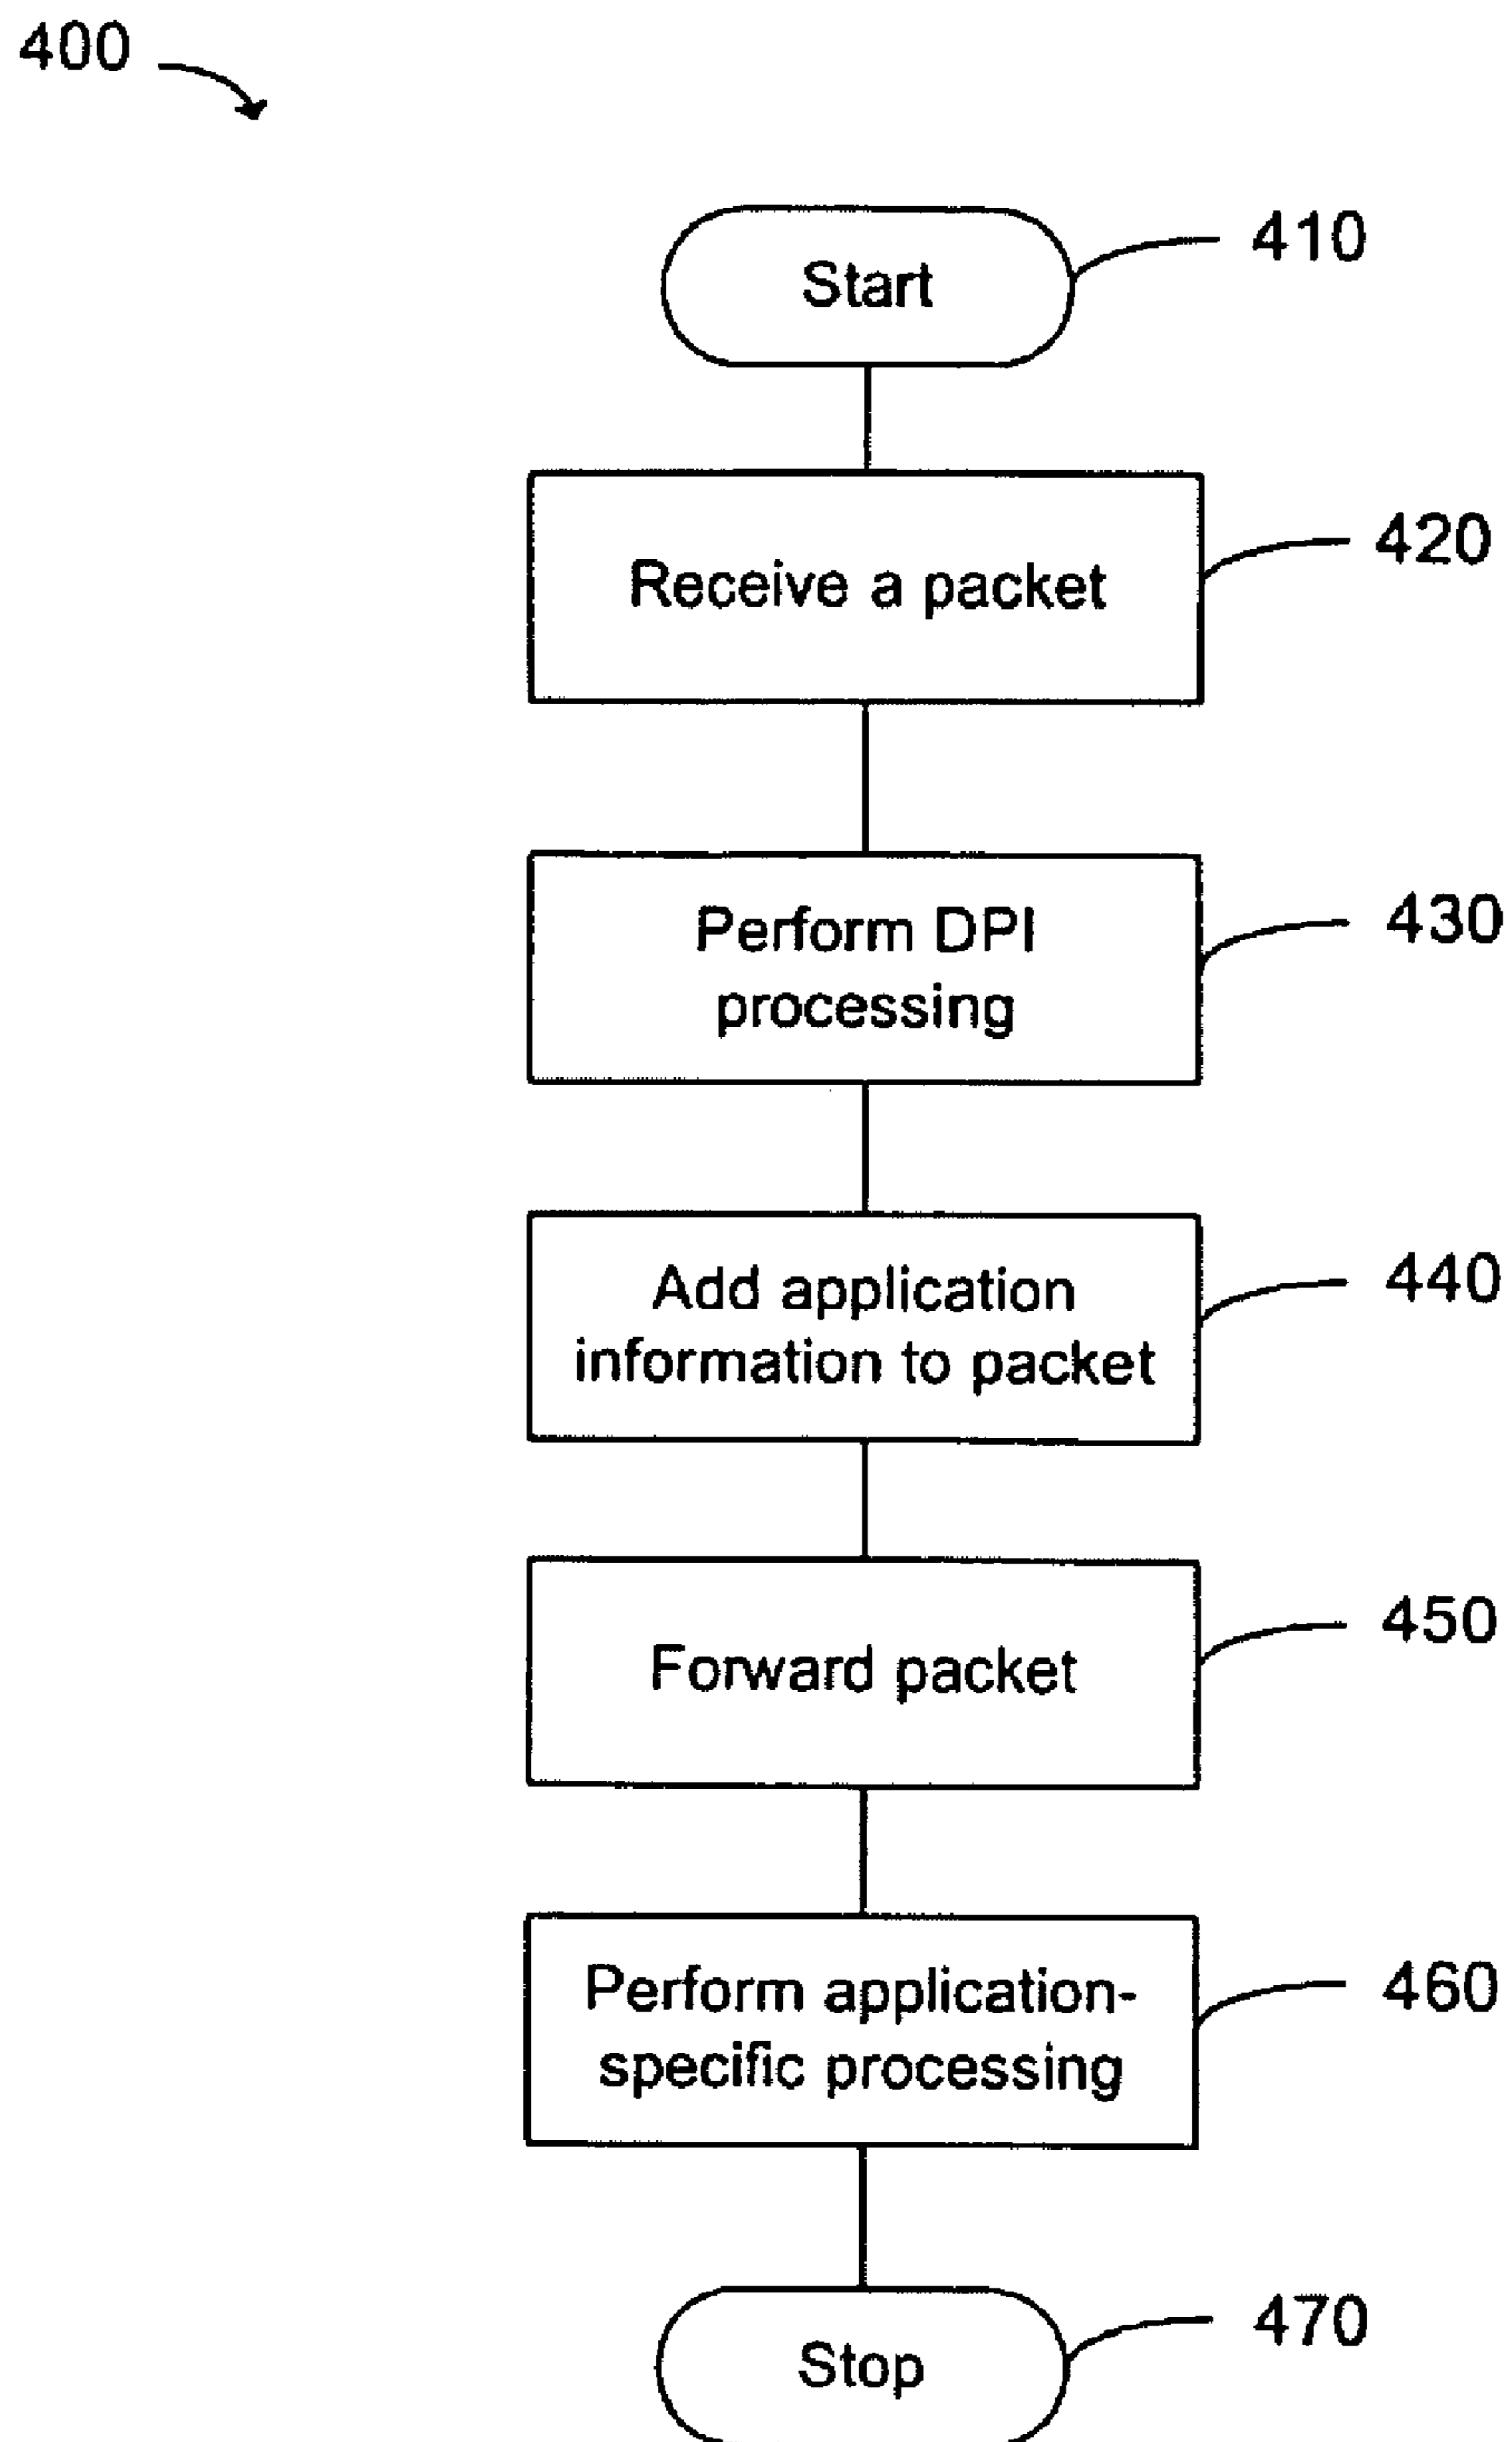 400
Start
410
Receive a packet
420
Perform DPI
processing
430
Add application
information to packet
440
Forward packet
450
Perform application-
specific processing
460
Stop
470